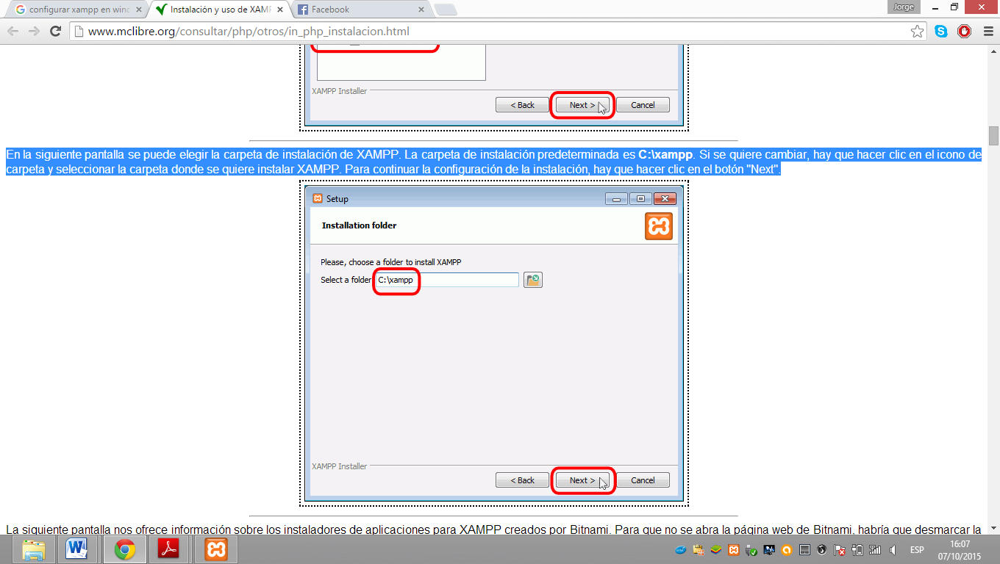 configurar xampp en winc
Instalación y uso de XAMP
Facebook
Jorge
www.mclibre.org/consultar/php/otros/in_php_instalacion.html
XAMPP Installer
< Back
Next >
Cancel
En la siguiente pantalla se puede elegir la carpeta de instalación de XAMPP. La carpeta de instalación predeterminada es C:\xampp. Si se quiere cambiar, hay que hacer clic en el icono de
carpeta y seleccionar la carpeta donde se quiere instalar XAMPP. Para continuar la configuración de la instalación, hay que hacer clic en el botón "Next".
Setup
Installation folder
Please, choose a folder to install XAMPP
Select a folder C:\xampp
XAMPP Installer
< Back
Next >
Cancel
La siguiente pantalla nos ofrece información sobre los instaladores de aplicaciones para XAMPP creados por Bitnami. Para que no se abra la página web de Bitnami, habría que desmarcar la
ESP
16:07
07/10/2015